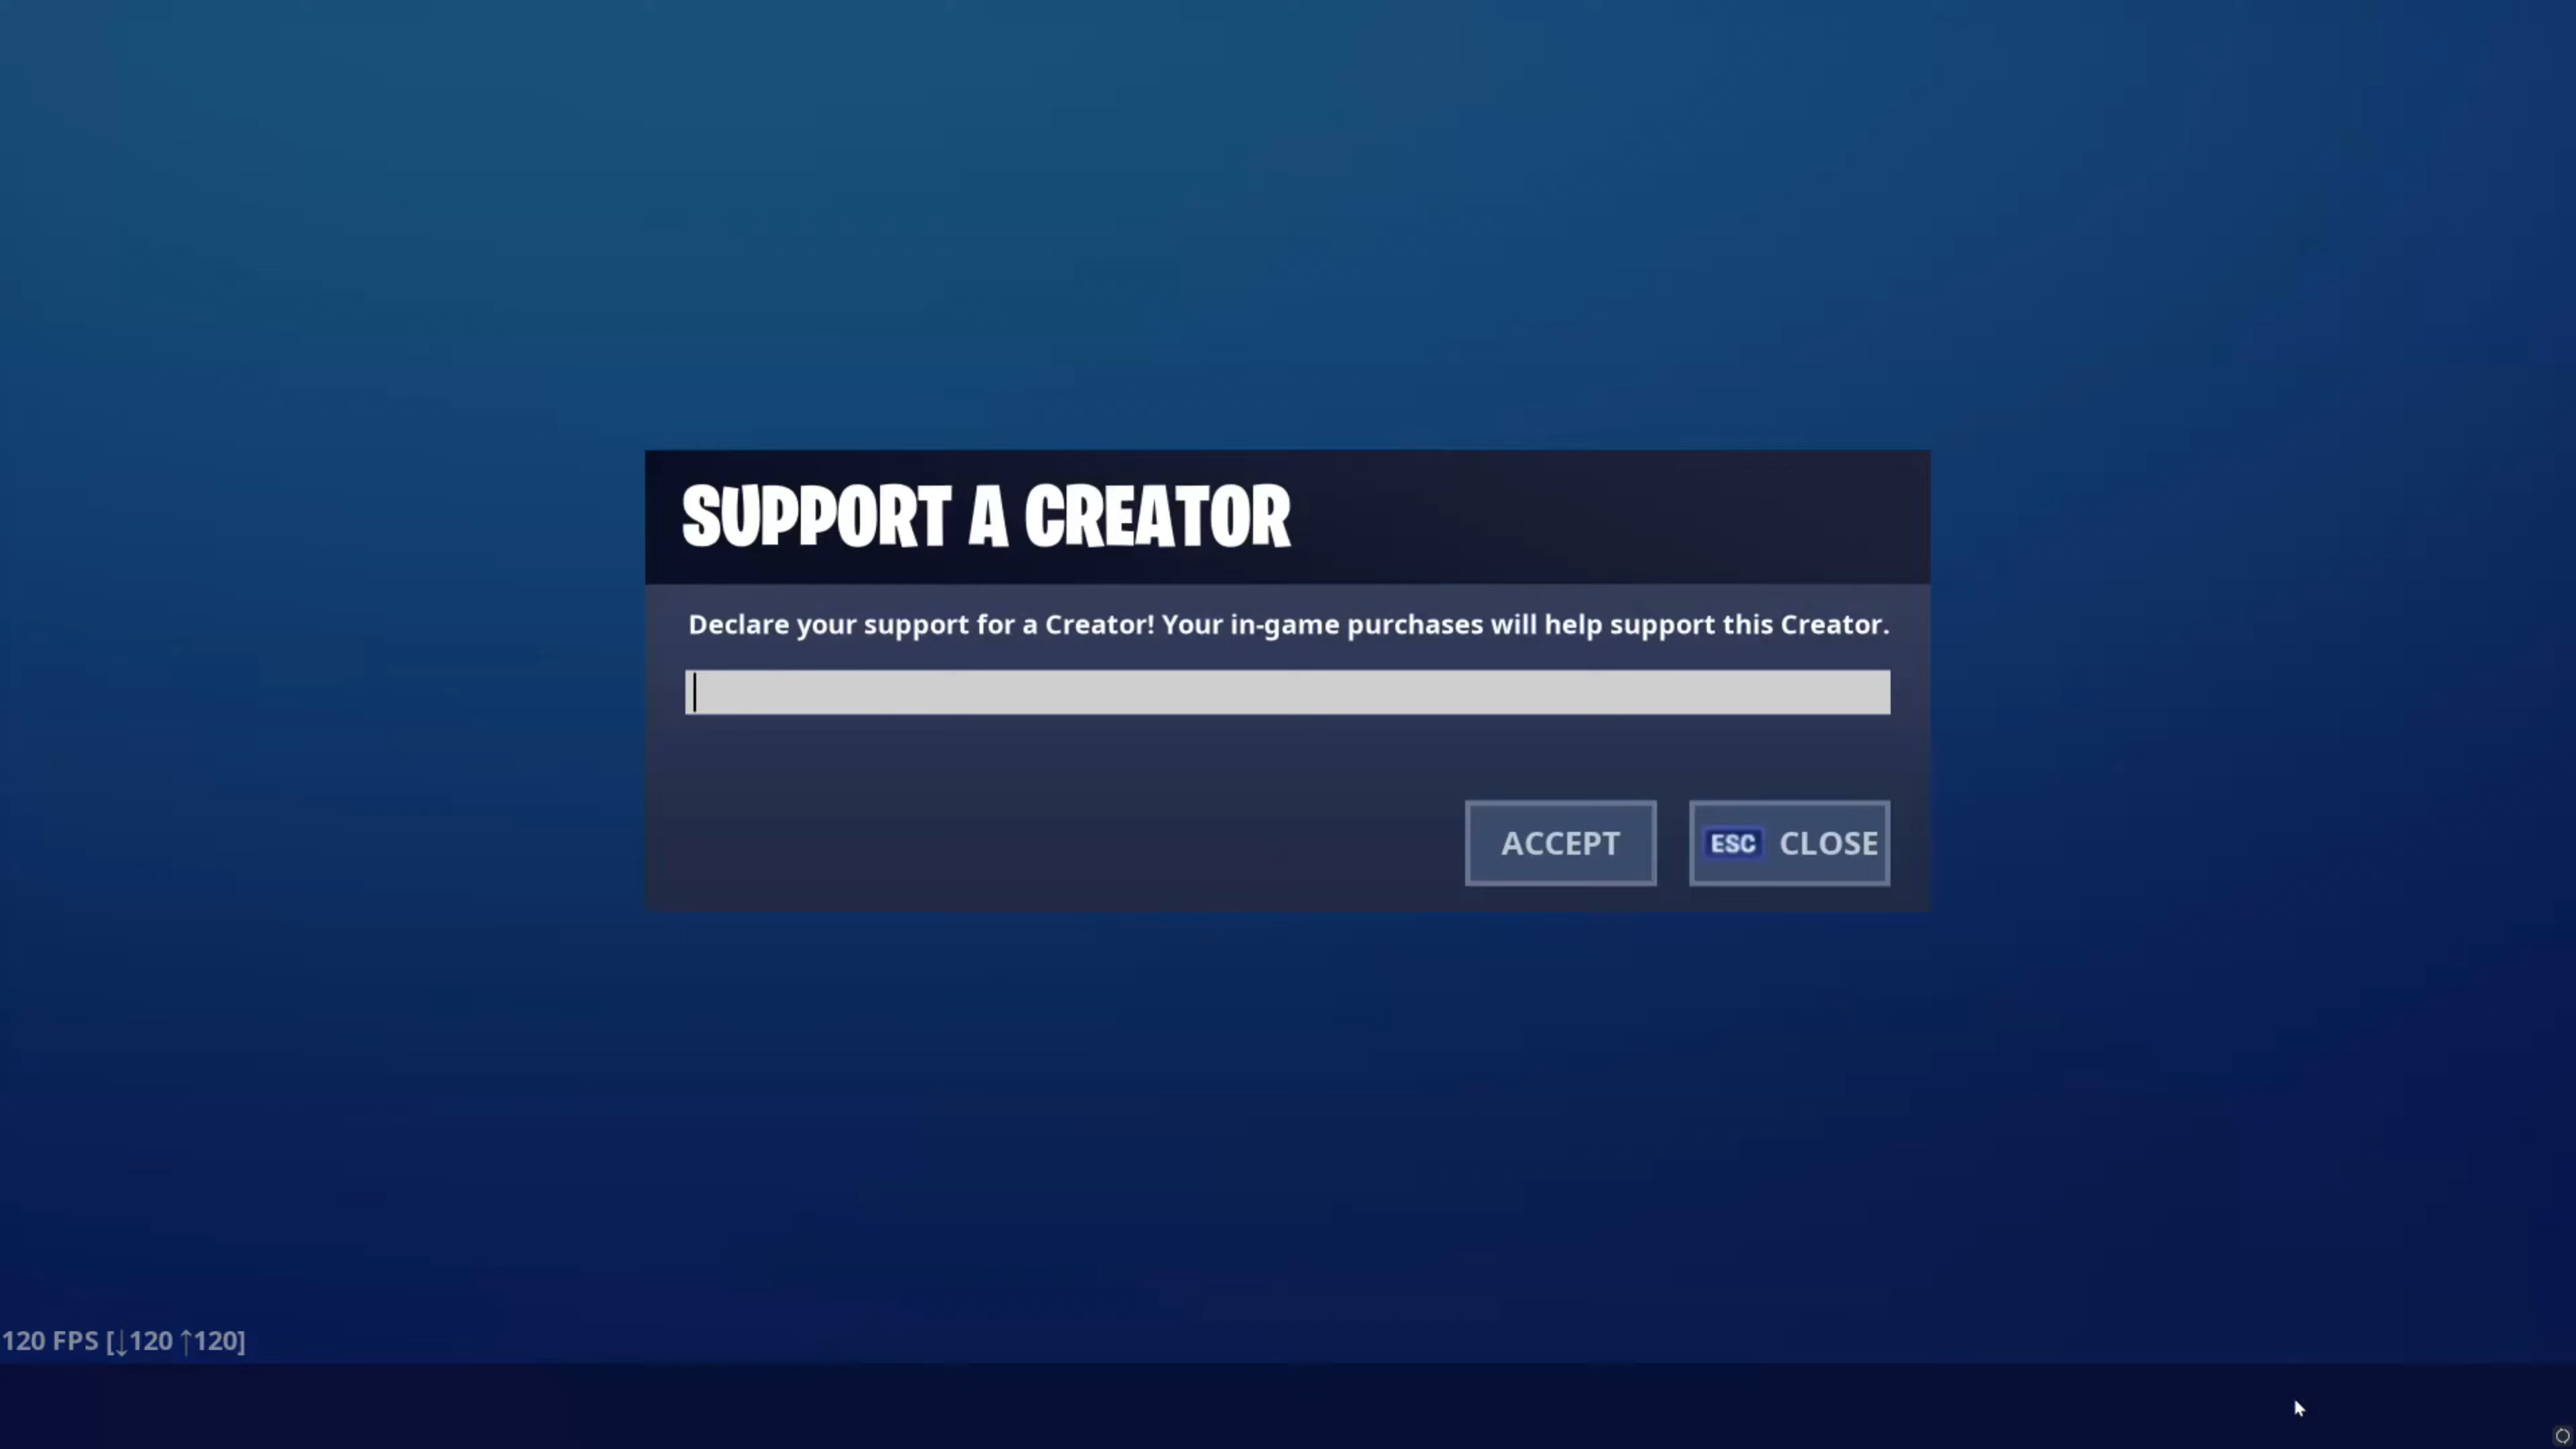 SUPPORT A CREATOR
Declare your support for a Creator! Your in-game purchases will help support this Creator.
ACCEPT
ESC CLOSE
120 FPS [↓120 ↑120]